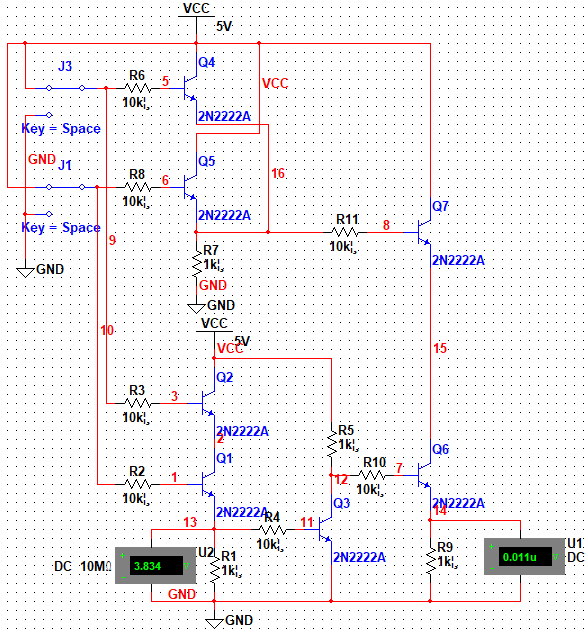 VCC
5V
J3
R6
5
Q4
10kΩ
VCC
2N2222A
Key = Space
GND
J1
R8
6
Q5
16
10kΩ
Q7
2N2222A
R11
8
Key = Space
9
R7
10kΩ
1kΩ
2N2222A
GND
GND
GND
VCC
10
5V
VCC
15
Q2
R3
3
10kΩ
2N2222A
R5
2
1kΩ
Q6
Q1
R10
7
R2
1
12
10kΩ
10kΩ
Q3
2N2222A
2N2222A
14
13
R4
11
U2
R1
10kΩ
2N2222A
R9
U1
DC 10MΩ
3.834
V
1kΩ
1kΩ
0.011u
V
DC
GND
GND